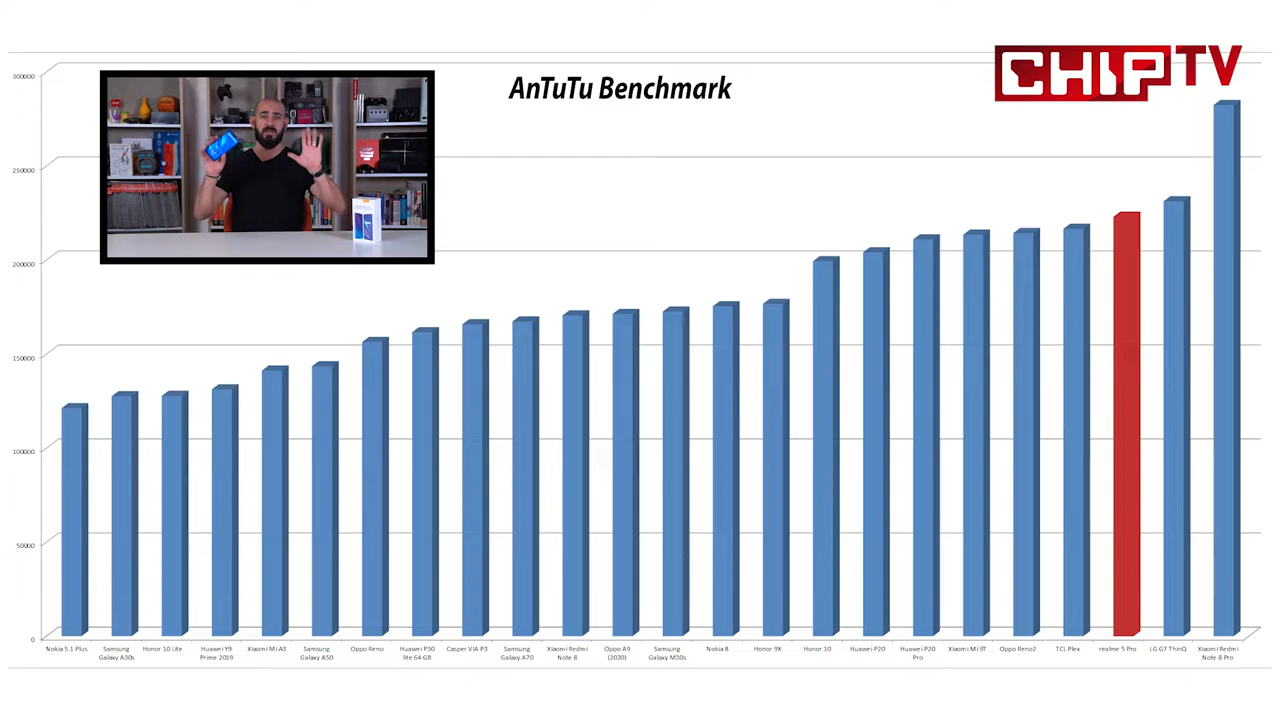 CHIP TV
AnTuTu Benchmark
300000
250000
200000
150000
100000
50000
0
Nokia 5.1 Plus
Samsung
Galaxy A30s
Honor 10 Lite
Huawei Y9
Prime 2019
Xiaomi Mi A3
Samsung
Galaxy A50
Oppo Reno
Huawei P30
lite 64 GB
Casper VIA P3
Samsung
Galaxy A70
Xiaomi Redmi
Note 8
Oppo A9
(2020)
Samsung
Galaxy M30s
Nokia 8
Honor 9X
Honor 10
Huawei P20
Huawei P20
Pro
Xiaomi Mi 9T
Oppo Reno2
TCL Plex
realme 5 Pro
LG G7 ThinQ
Xiaomi Redmi
Note 8 Pro